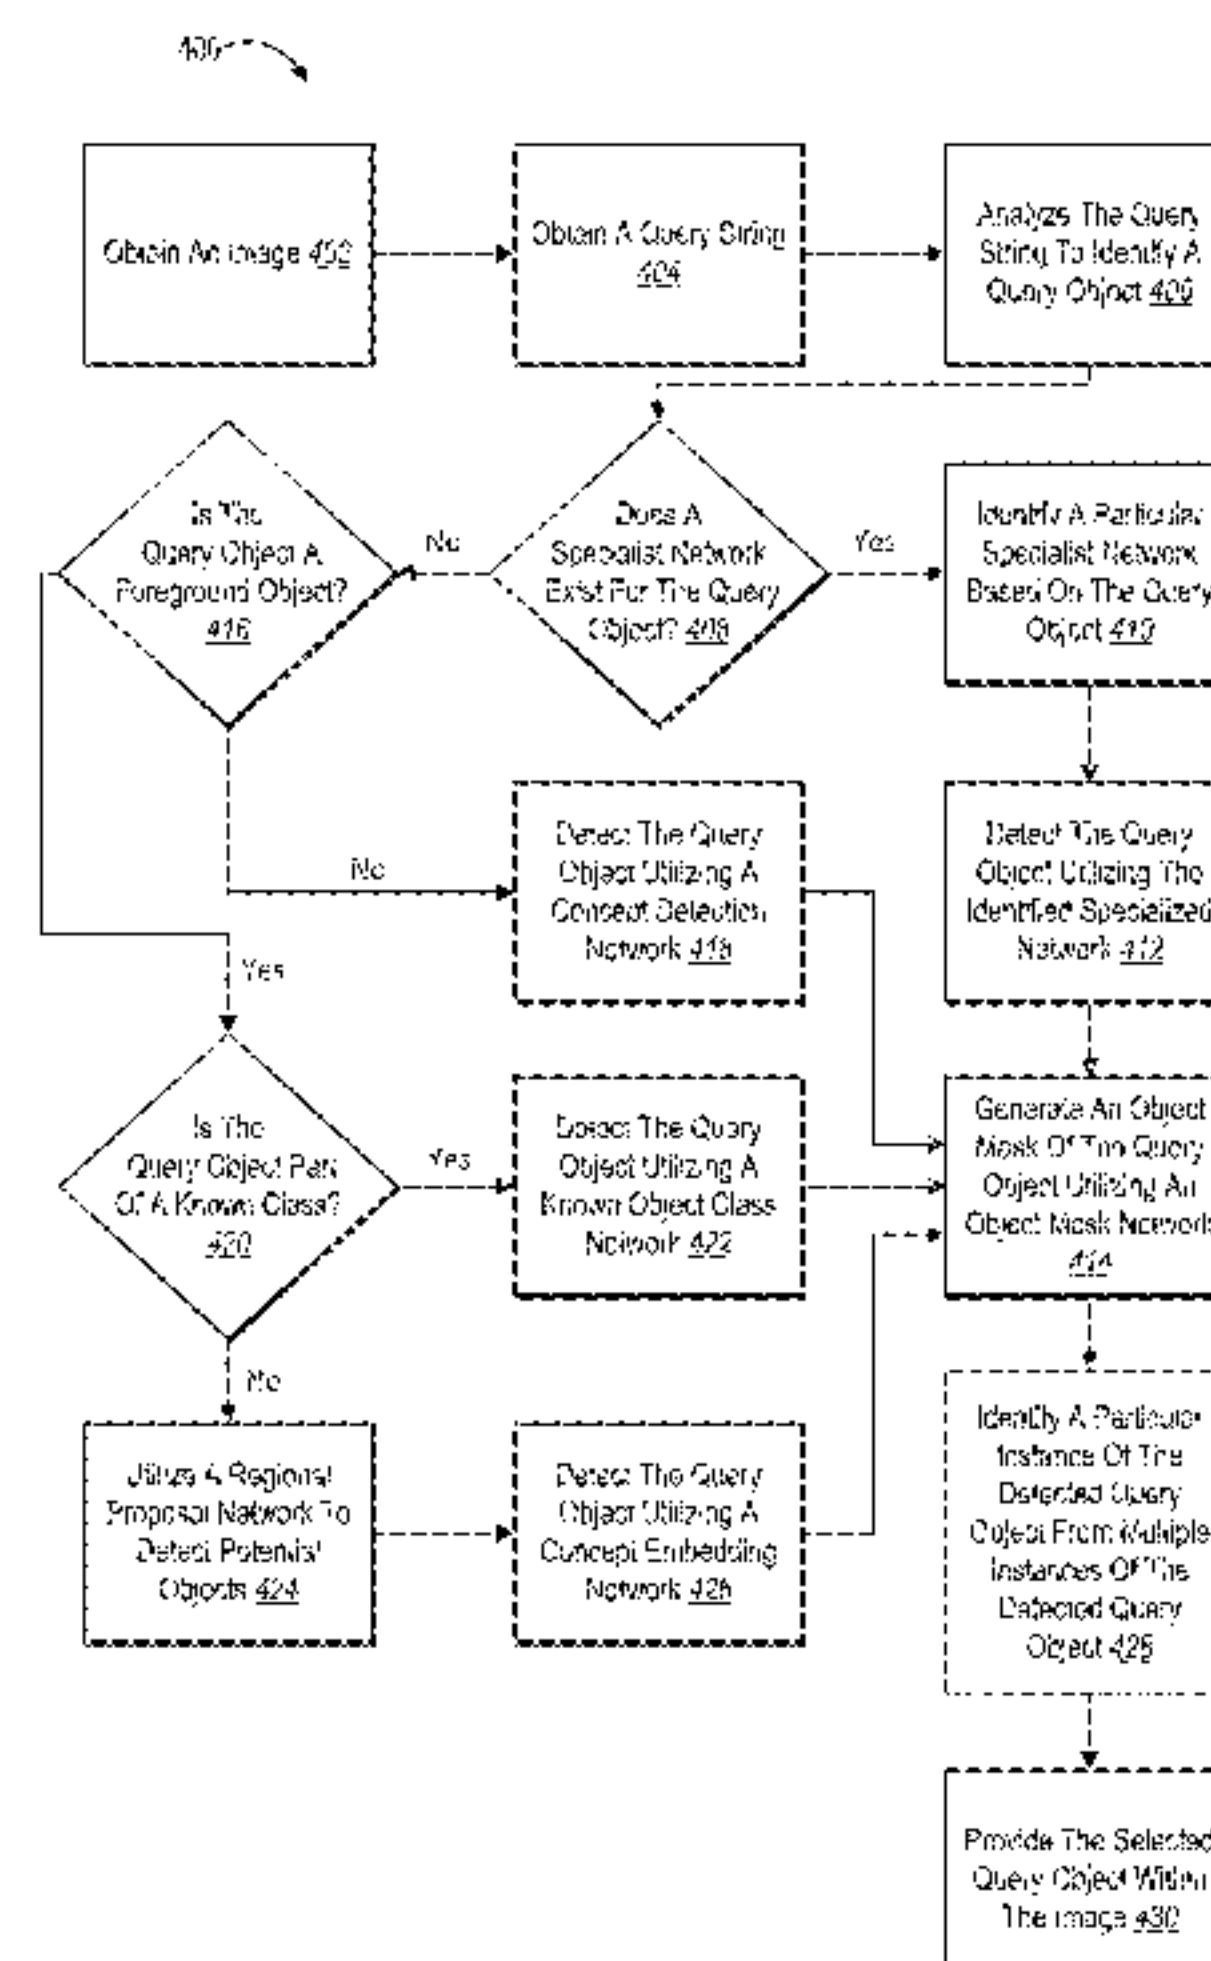 400
Obtain An Image 402
Obtain A Query String
404
Analyze The Query
String To Identify A
Query Object 406
Is The
Query Object A
Foreground Object?
416
No
Does A
Specialist Network
Exist For The Query
Object? 408
Yes
Identify A Particular
Specialist Network
Based On The Query
Object 410
No
Detect The Query
Object Utilizing A
Concept Detection
Network 418
Detect The Query
Object Utilizing The
Identified Specialized
Network 412
Yes
Is The
Query Object Part
Of A Known Class?
420
Yes
Detect The Query
Object Utilizing A
Known Object Class
Network 422
Generate An Object
Mask Of The Query
Object Utilizing An
Object Mask Network
414
No
Utilize A Regional
Proposal Network To
Detect Potential
Objects 424
Detect The Query
Object Utilizing A
Concept Embedding
Network 426
Identify A Particular
Instance Of The
Detected Query
Object From Multiple
Instances Of The
Detected Query
Object 428
Provide The Selected
Query Object Within
The Image 430